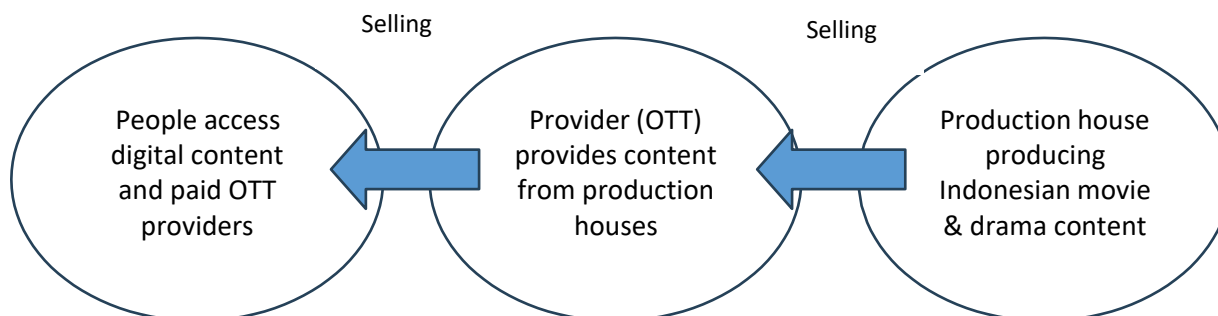 Selling
Selling
People access
digital content
and paid OTT
providers
Provider (OTT)
provides content
from production
houses
Production house
producing
Indonesian movie
& drama content